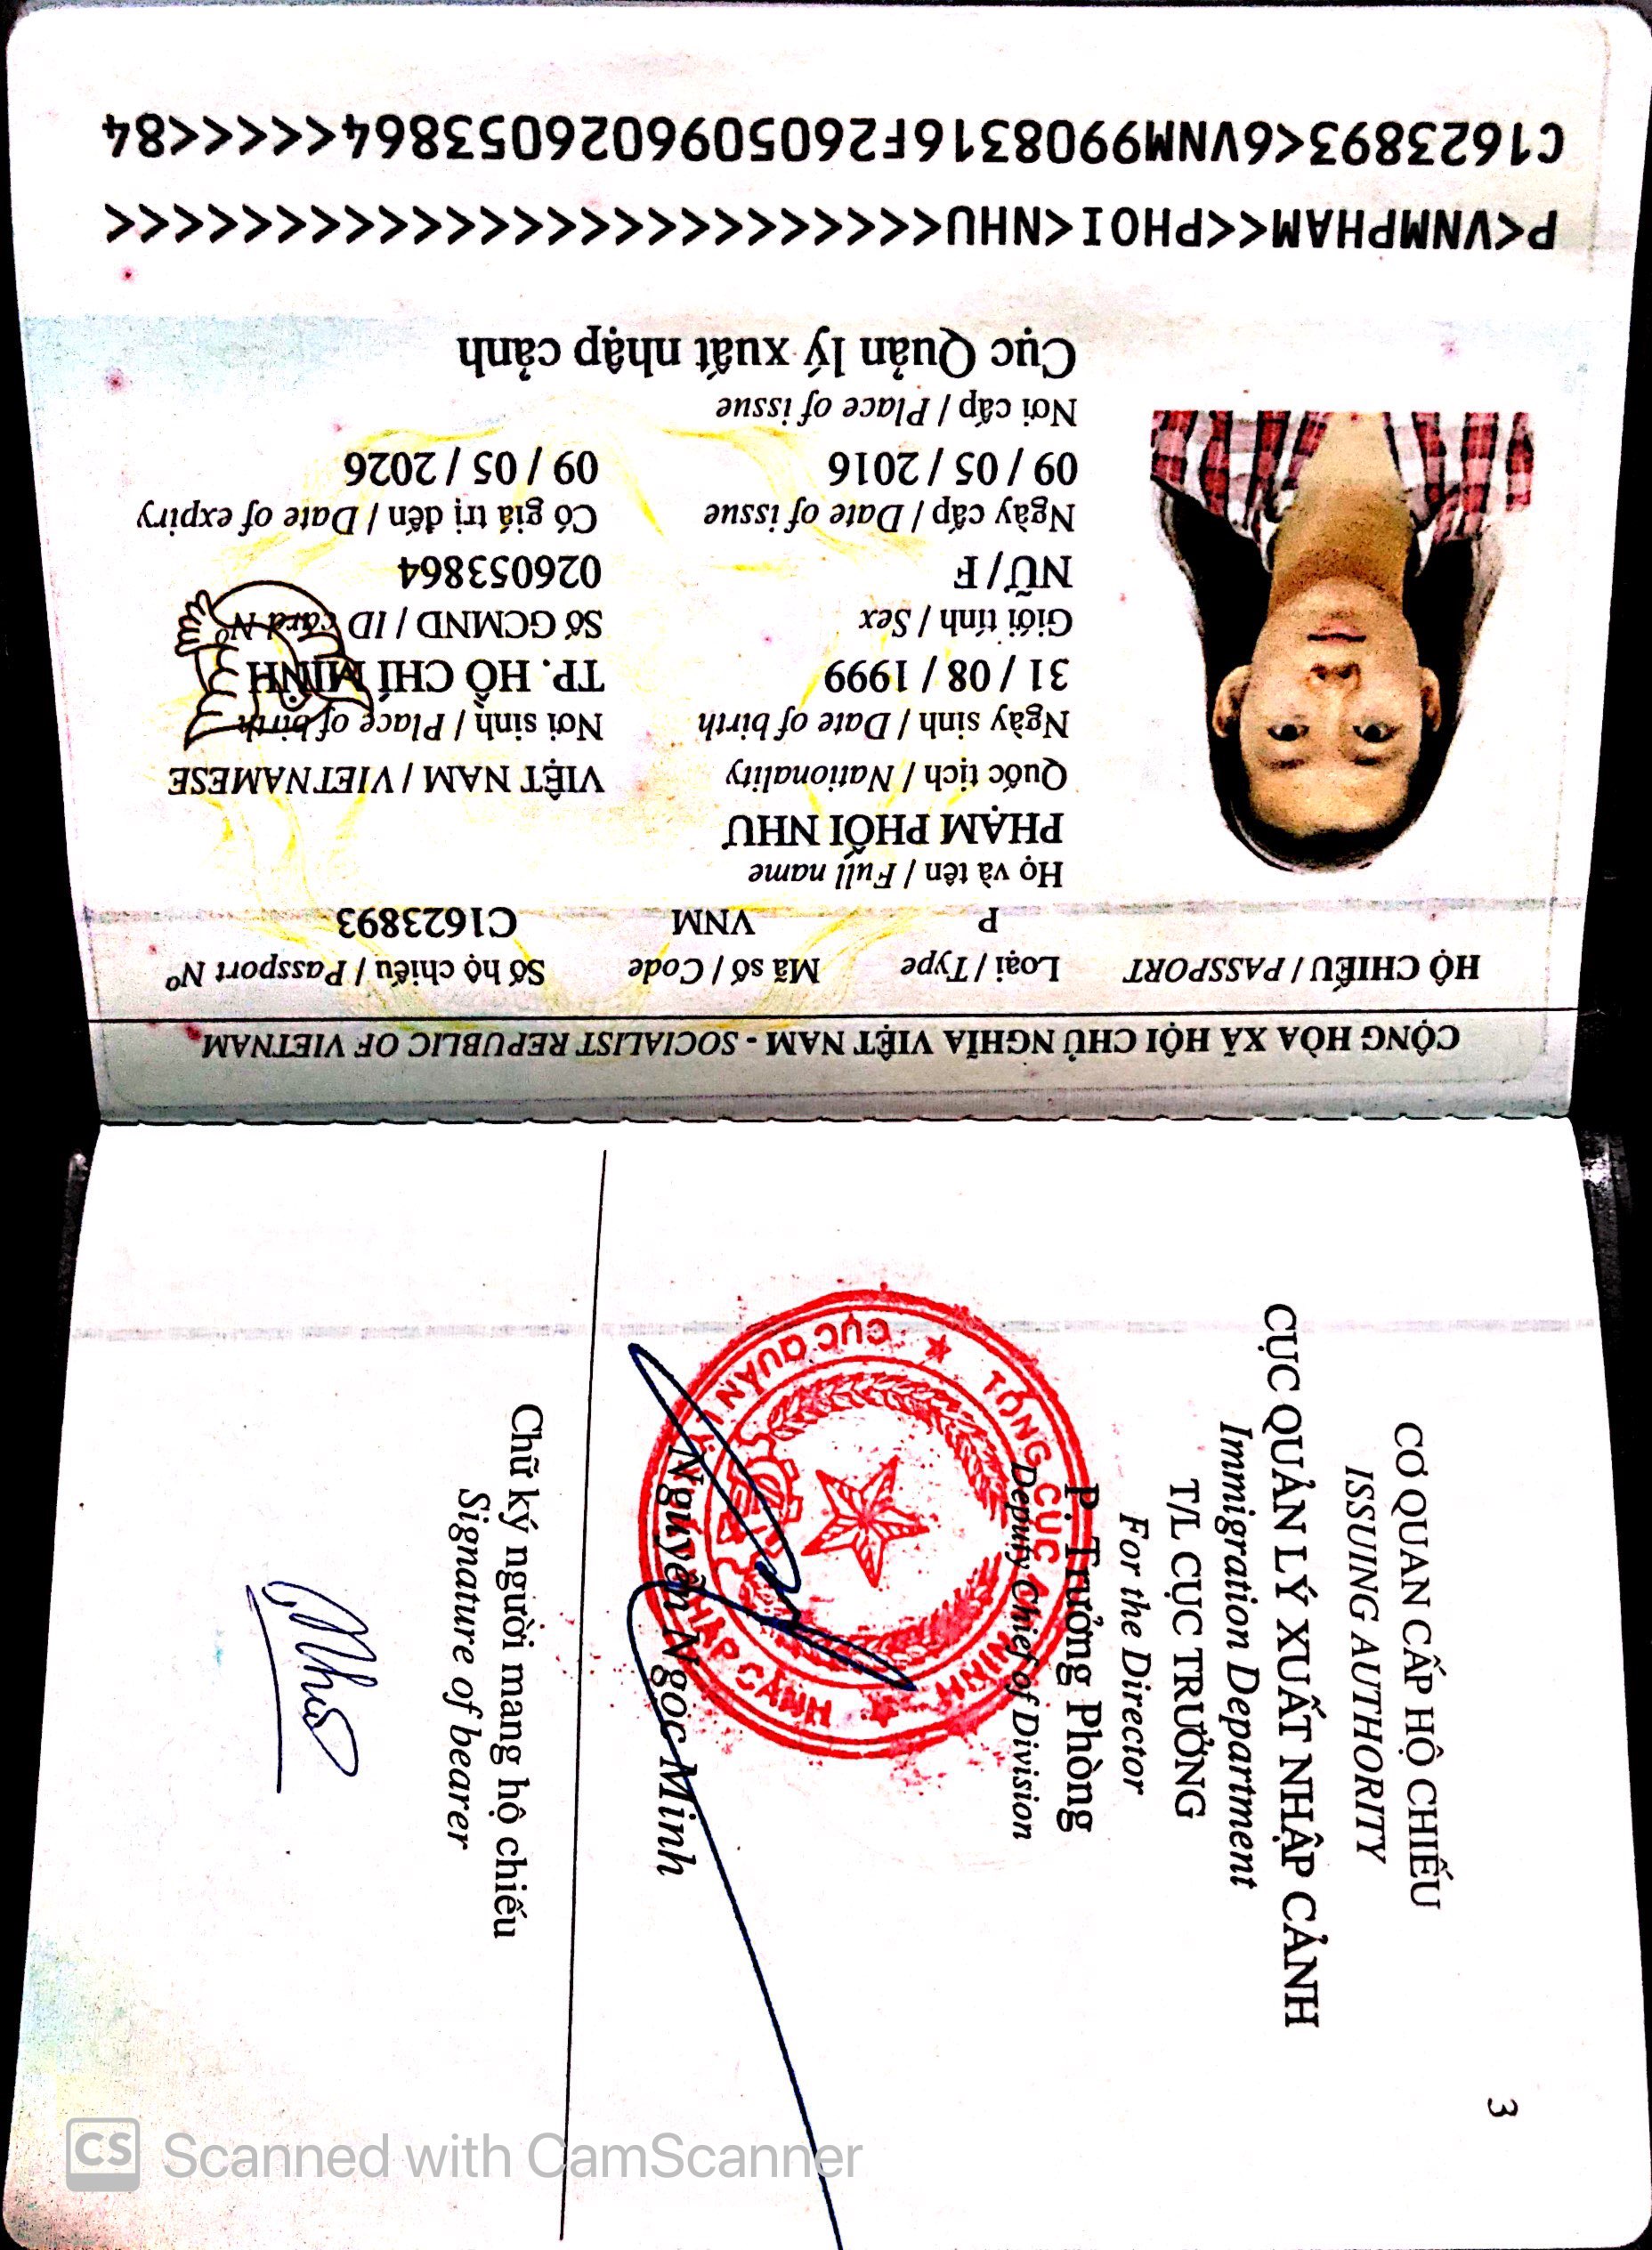 CỘNG HÒA XÃ HỘI CHỦ NGHĨA VIỆT NAM - SOCIALIST REPUBLIC OF VIETNAM
HỘ CHIẾU / PASSPORT
Loại / Type
Mã số / Code
Số hộ chiếu / Passport Nº
P
VNM
C1623893
Họ và tên / Full name
PHẠM PHỐI NHƯ
Quốc tịch / Nationality
VIỆT NAM / VIETNAMESE
Ngày sinh / Date of birth
Nơi sinh / Place of birth
31 / 08 / 1999
TP. HỒ CHÍ MINH
Giới tính / Sex
Số GCMND / ID card Nº
NỮ / F
026053864
Ngày cấp / Date of issue
Có giá trị đến / Date of expiry
09 / 05 / 2016
09 / 05 / 2026
Nơi cấp / Place of issue
Cục Quản lý xuất nhập cảnh
P<VNMPHAM<<PHOI<NHU<<<<<<<<<<<<<<<<<<<<<<<<<
C1623893<6VNM9908316F2605096026053864<<<<<84
CƠ QUAN CẤP HỘ CHIẾU
ISSUING AUTHORITY
CỤC QUẢN LÝ XUẤT NHẬP CẢNH
Immigration Department
T/L CỤC TRƯỞNG
For the Director
P. Trưởng Phòng
Deputy Chief of Division
TỔNG CỤC AN NINH
CỤC QUẢN LÝ XUẤT NHẬP CẢNH
Nguyễn Ngọc Minh
Chữ ký người mang hộ chiếu
Signature of bearer
Như
3
CS Scanned with CamScanner